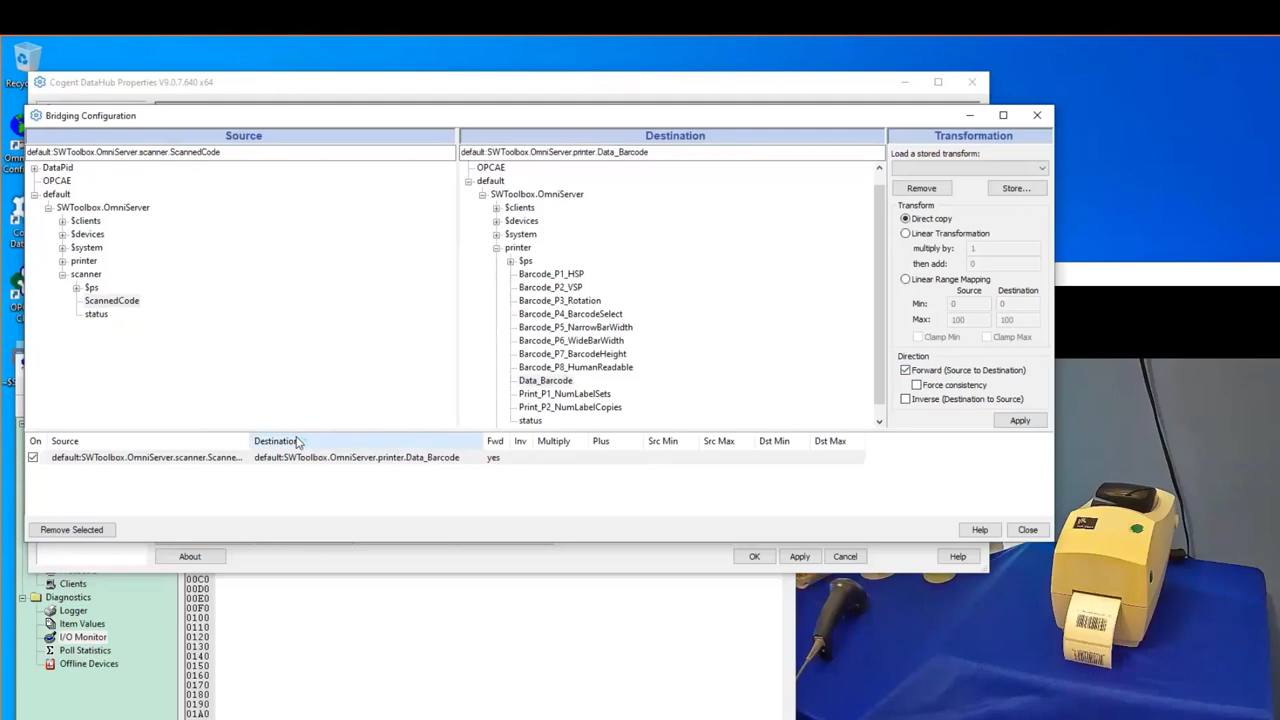 Cogent DataHub Properties V9.0.7.640 x64
Bridging Configuration
Source
Destination
Transformation
default:SWToolbox.OmniServer.scanner.ScannedCode
default:SWToolbox.OmniServer.printer.Data_Barcode
Load a stored transform:
DataPid
OPCAE
default
SWToolbox.OmniServer
$clients
$devices
$system
printer
scanner
$ps
ScannedCode
status
OPCAE
default
SWToolbox.OmniServer
$clients
$devices
$system
printer
$ps
Barcode_P1_HSP
Barcode_P2_VSP
Barcode_P3_Rotation
Barcode_P4_BarcodeSelect
Barcode_P5_NarrowBarWidth
Barcode_P6_WideBarWidth
Barcode_P7_BarcodeHeight
Barcode_P8_HumanReadable
Data_Barcode
Print_P1_NumLabelSets
Print_P2_NumLabelCopies
status
Remove Store...
Transform
Direct copy
Linear Transformation
multiply by: 1
then add: 0
Linear Range Mapping
Source Destination
Min: 0 0
Max: 100 100
Clamp Min Clamp Max
Direction
Forward (Source to Destination)
Force consistency
Inverse (Destination to Source)
Apply
On Source Destination Fwd Inv Multiply Plus Src Min Src Max Dst Min Dst Max
default:SWToolbox.OmniServer.scanner.Scanne... default:SWToolbox.OmniServer.printer.Data_Barcode yes
Remove Selected Help Close
About OK Apply Cancel Help
Clients
Diagnostics
Logger
Item Values
I/O Monitor
Poll Statistics
Offline Devices
00C0
00D0
00E0
00F0
0100
0110
0120
0130
0140
0150
0160
0170
0180
0190
01A0